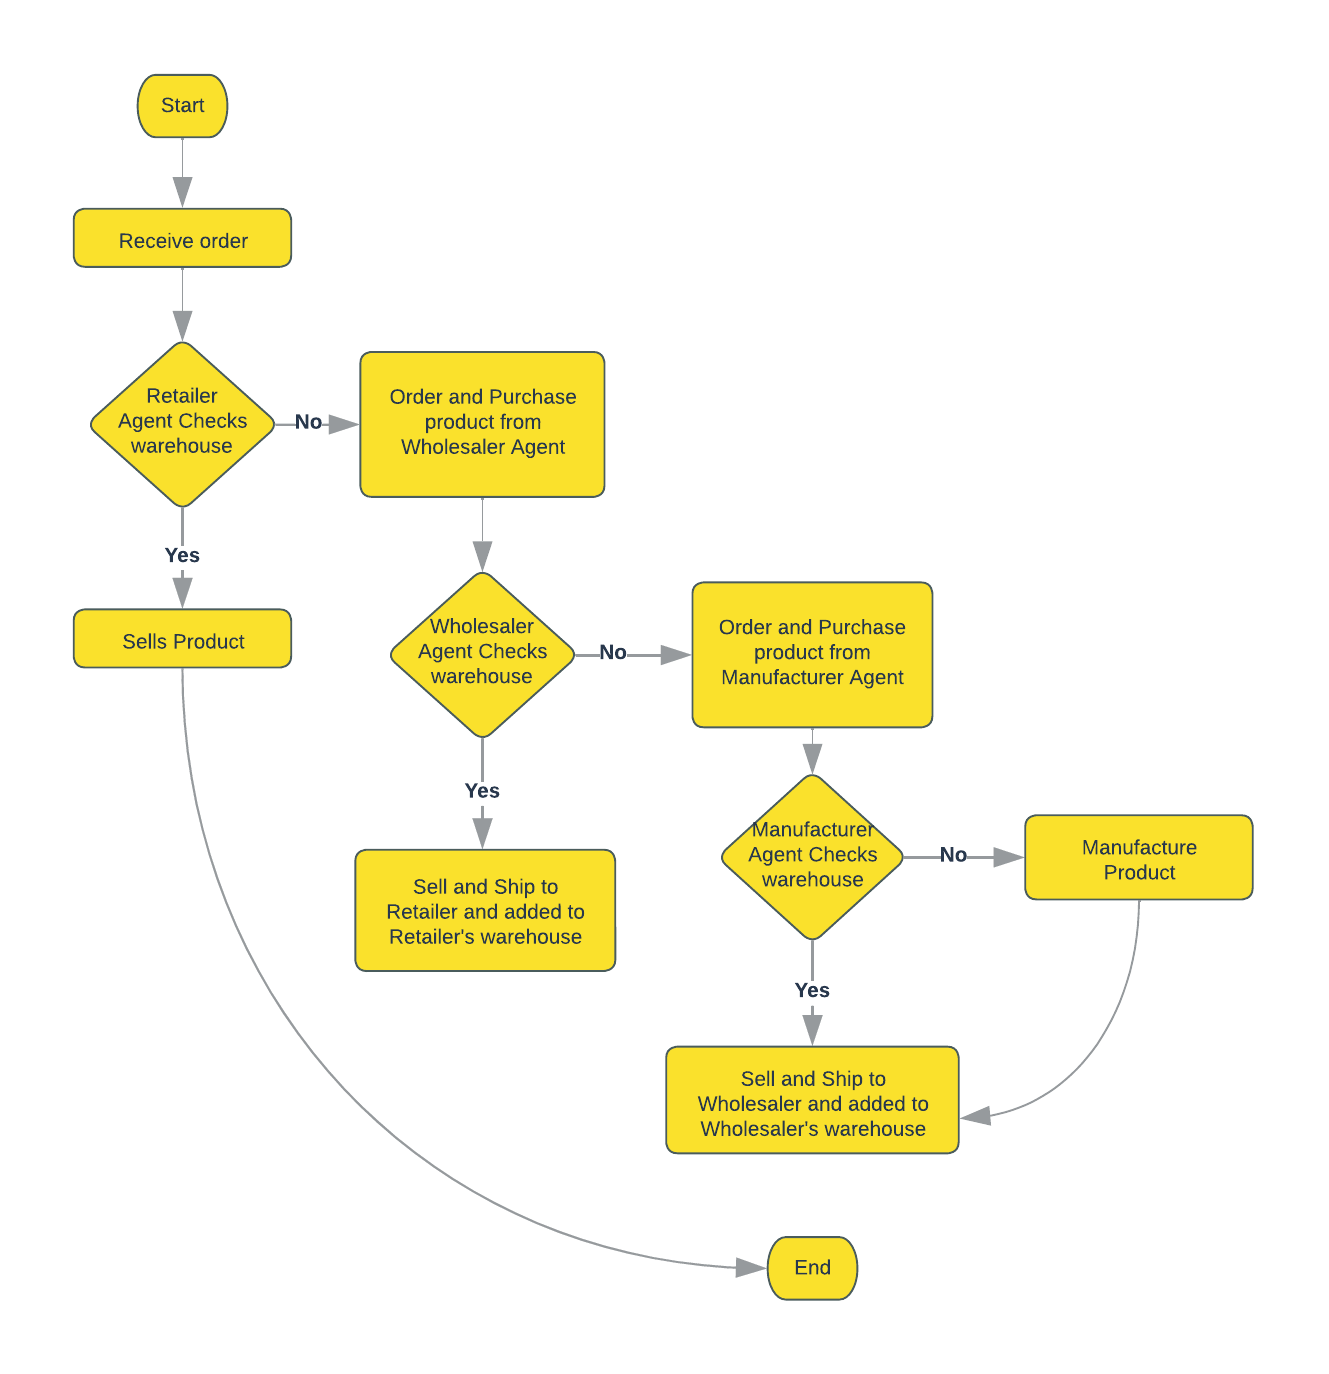 Start
Receive order
Retailer
Agent Checks
warehouse
No
Order and Purchase
product from
Wholesaler Agent
Yes
Sells Product
Wholesaler
Agent Checks
warehouse
No
Order and Purchase
product from
Manufacturer Agent
Yes
Sell and Ship to
Retailer and added to
Retailer's warehouse
Manufacturer
Agent Checks
warehouse
No
Manufacture
Product
Yes
Sell and Ship to
Wholesaler and added to
Wholesaler's warehouse
End